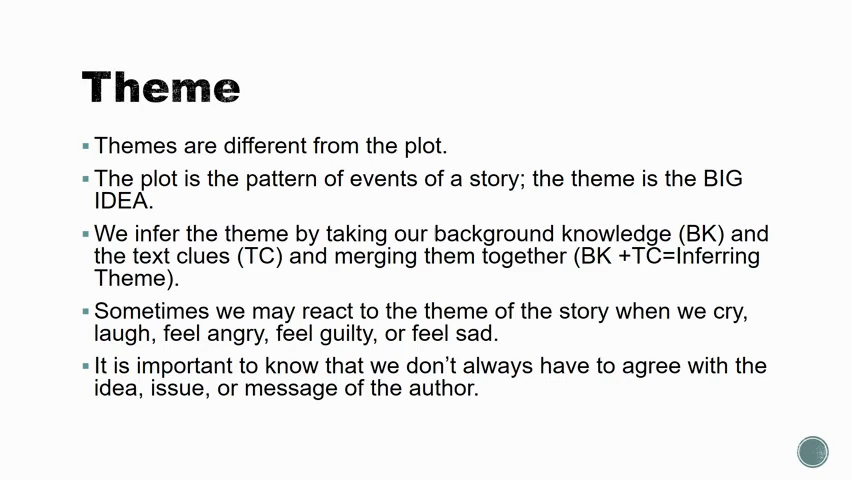 Theme
▪ Themes are different from the plot.
▪ The plot is the pattern of events of a story; the theme is the BIG
IDEA.
▪ We infer the theme by taking our background knowledge (BK) and
the text clues (TC) and merging them together (BK +TC=Inferring
Theme).
▪ Sometimes we may react to the theme of the story when we cry,
laugh, feel angry, feel guilty, or feel sad.
▪ It is important to know that we don’t always have to agree with the
idea, issue, or message of the author.